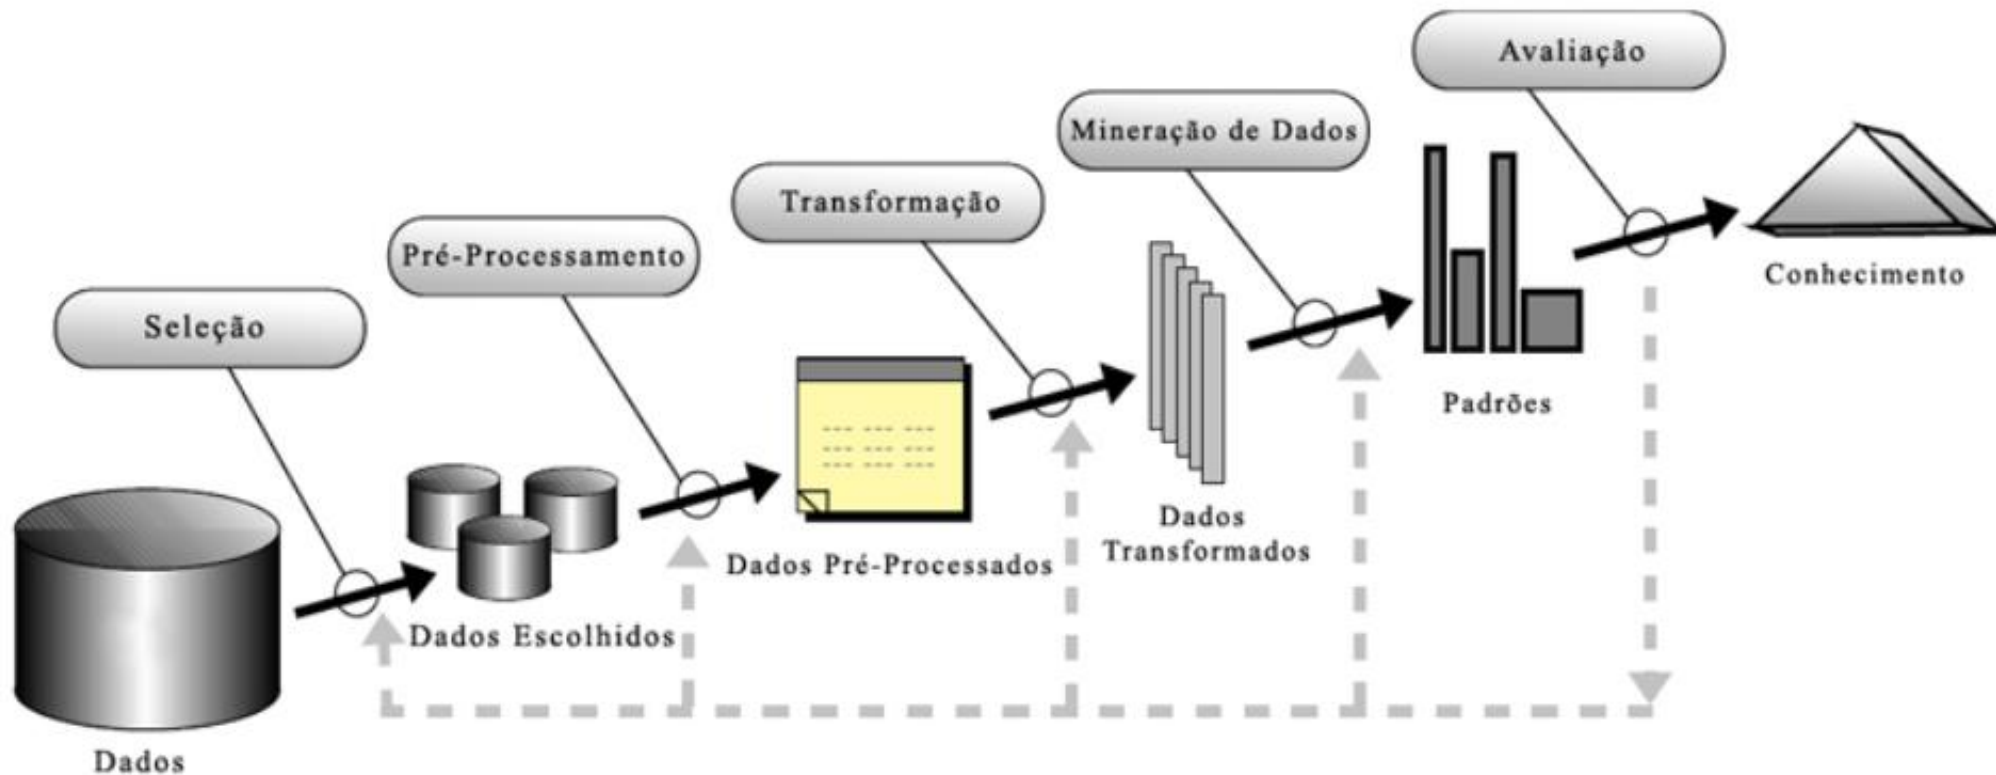 Avaliação
Mineração de Dados
Transformação
Pré-Processamento
Seleção
Conhecimento
Padrões
Dados
Transformados
Dados Pré-Processados
Dados Escolhidos
Dados